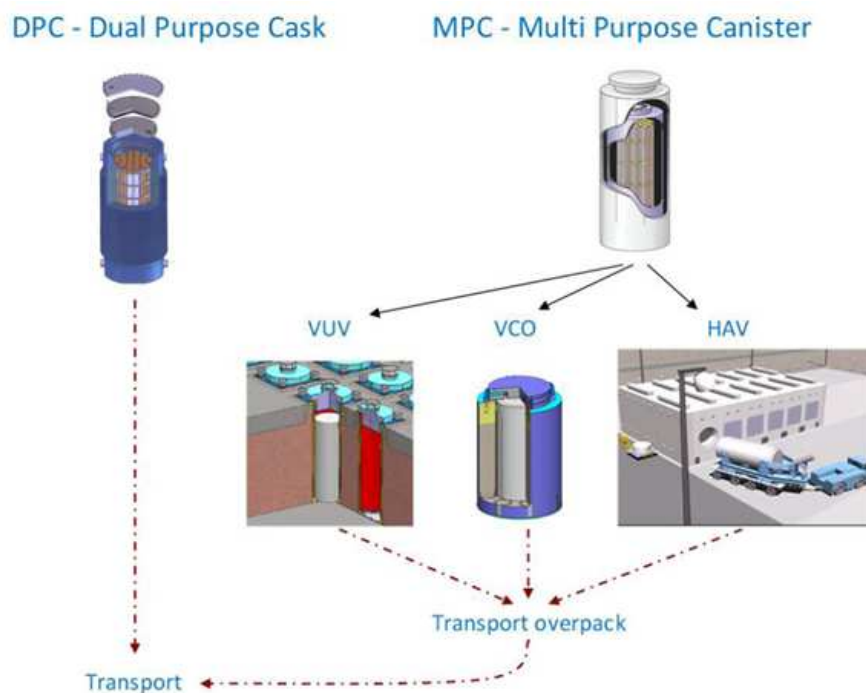 DPC - Dual Purpose Cask
MPC - Multi Purpose Canister
VUV
VCO
HAV
Transport overpack
Transport